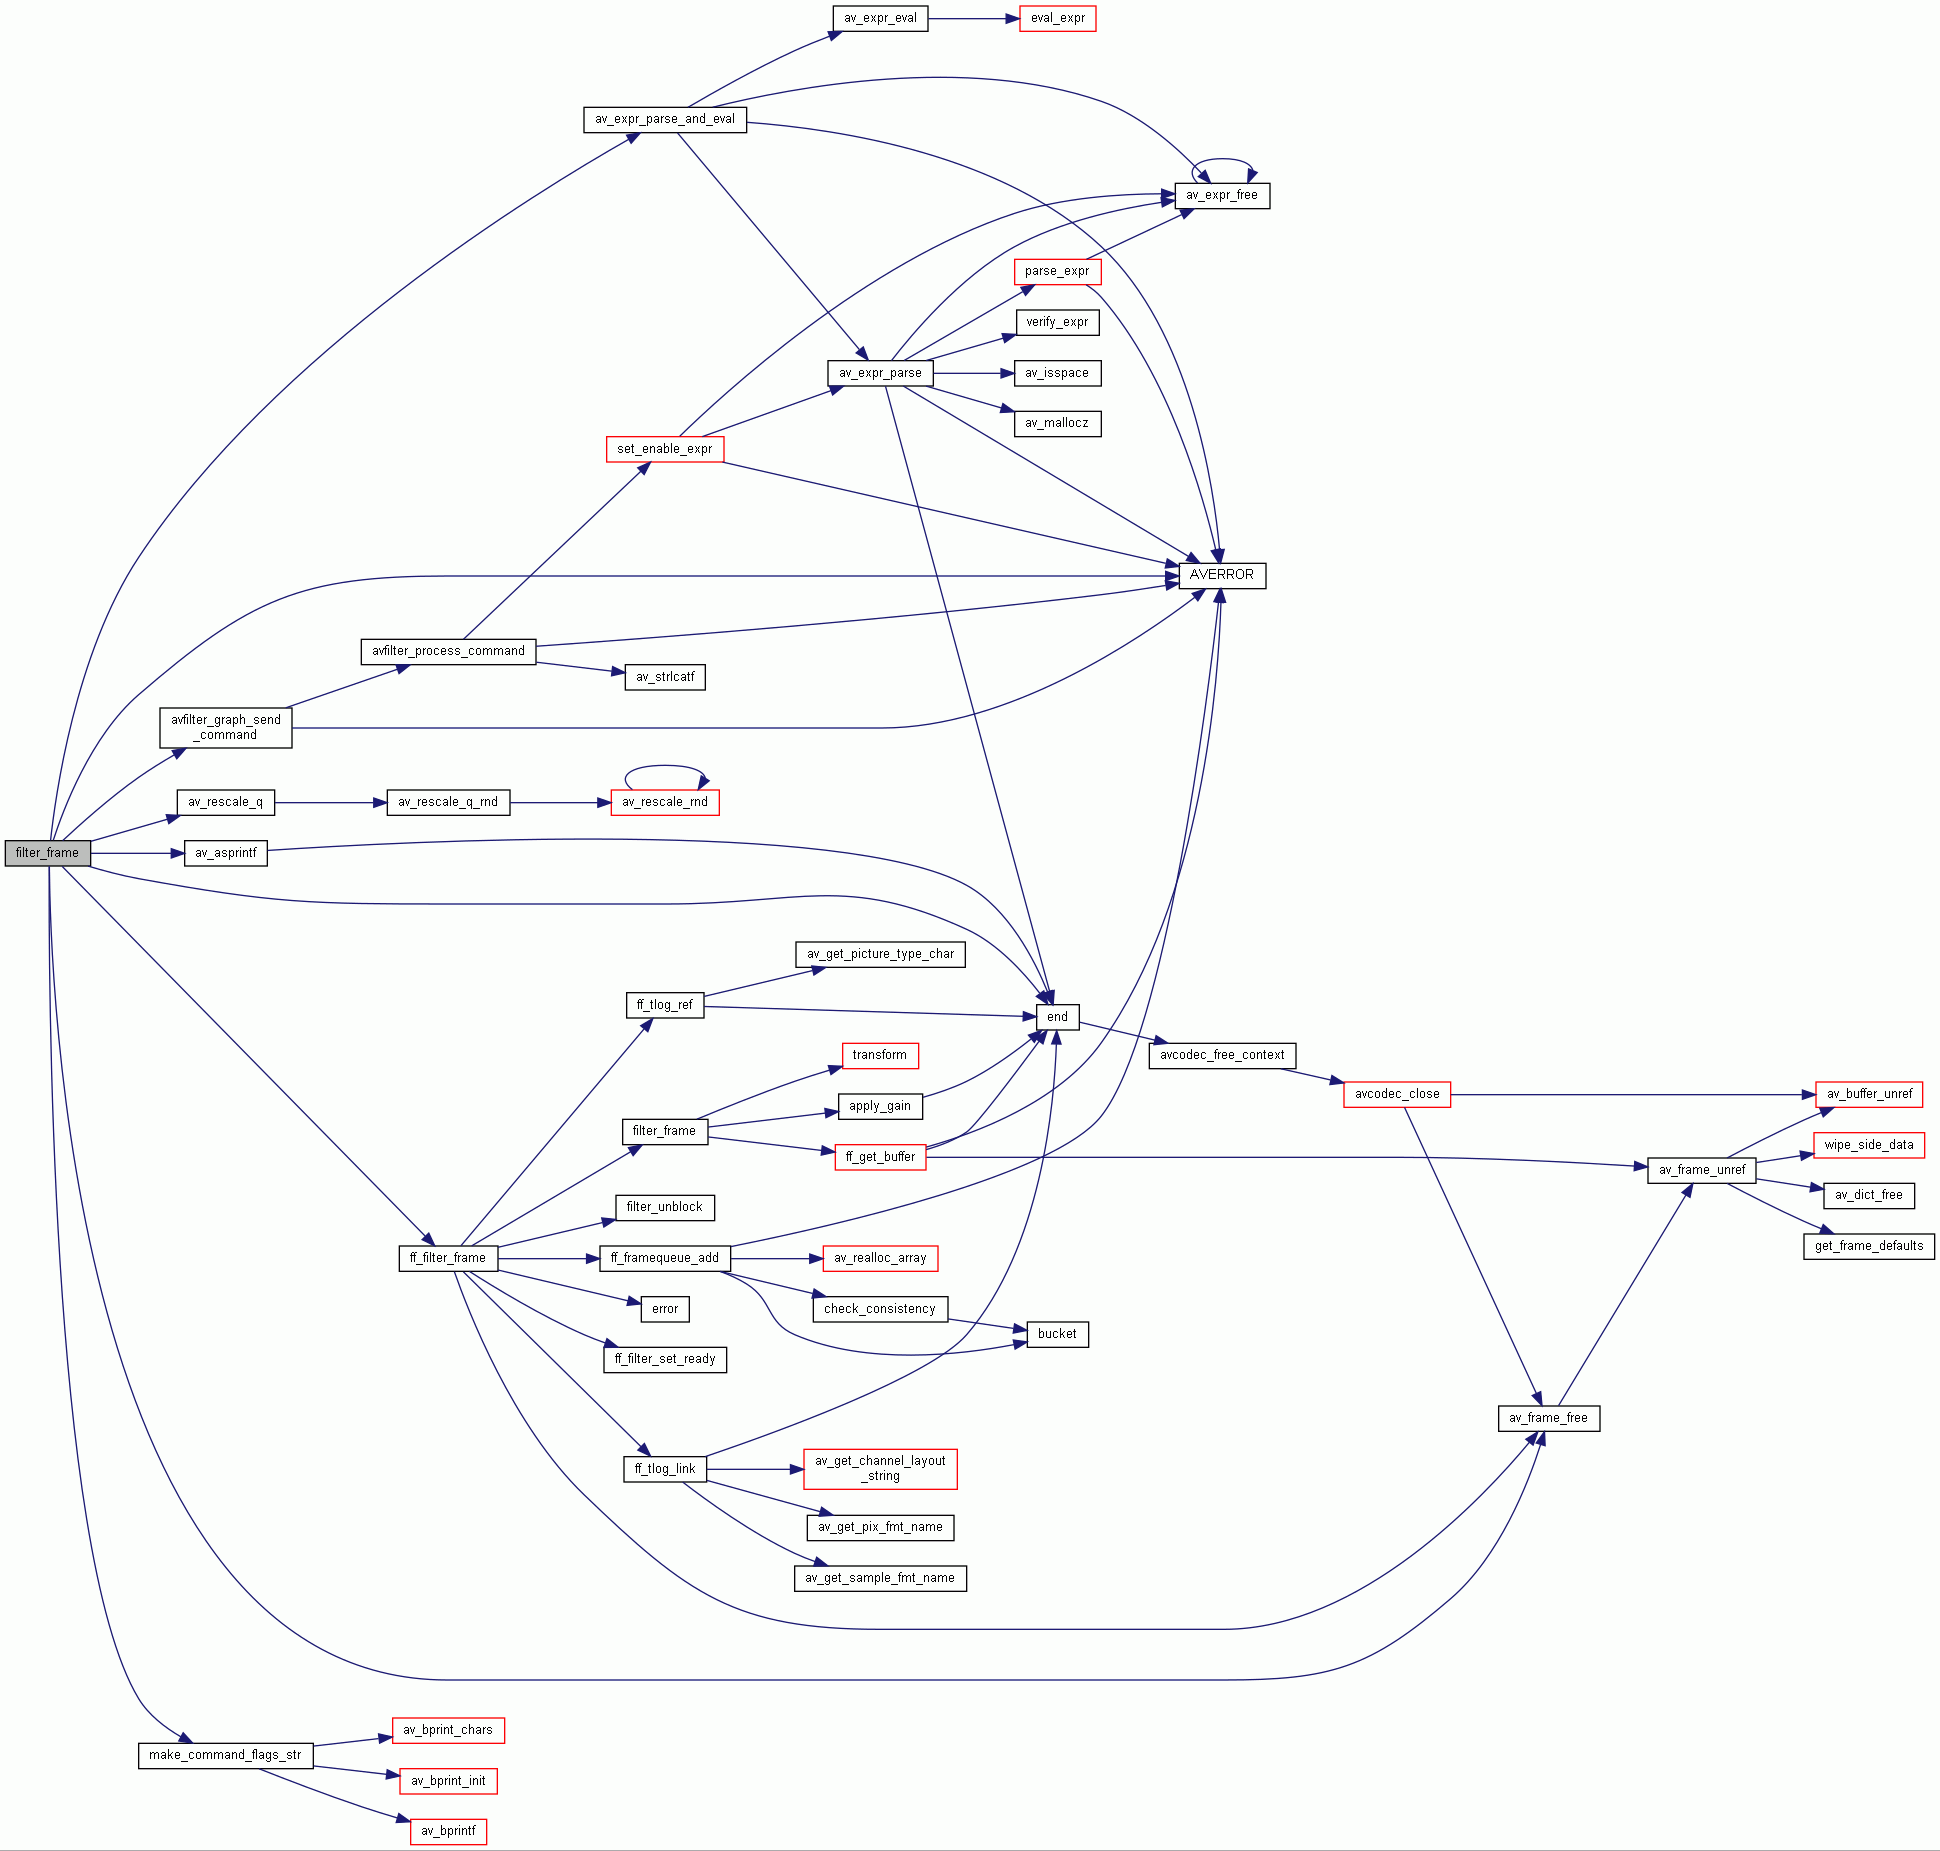 av_expr_eval
eval_expr
av_expr_parse_and_eval
av_expr_free
parse_expr
verify_expr
av_expr_parse
av_isspace
av_mallocz
set_enable_expr
AVERROR
avfilter_process_command
av_strlcatf
avfilter_graph_send
_command
av_rescale_q
av_rescale_q_rnd
av_rescale_rnd
filter_frame
av_asprintf
av_get_picture_type_char
ff_tlog_ref
end
transform
avcodec_free_context
avcodec_close
av_buffer_unref
apply_gain
filter_frame
wipe_side_data
ff_get_buffer
av_frame_unref
av_dict_free
filter_unblock
get_frame_defaults
ff_filter_frame
ff_framequeue_add
av_realloc_array
error
check_consistency
bucket
ff_filter_set_ready
av_frame_free
ff_tlog_link
av_get_channel_layout
_string
av_get_pix_fmt_name
av_get_sample_fmt_name
av_bprint_chars
make_command_flags_str
av_bprint_init
av_bprintf